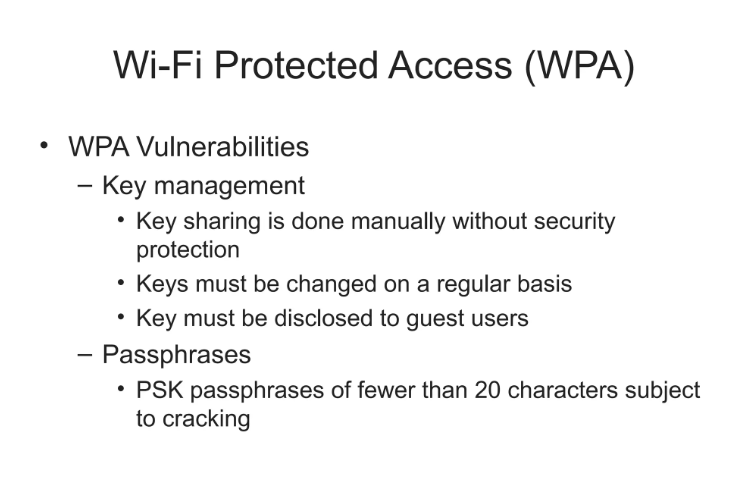 Wi-Fi Protected Access (WPA)
• WPA Vulnerabilities
– Key management
• Key sharing is done manually without security
protection
• Keys must be changed on a regular basis
• Key must be disclosed to guest users
– Passphrases
• PSK passphrases of fewer than 20 characters subject
to cracking